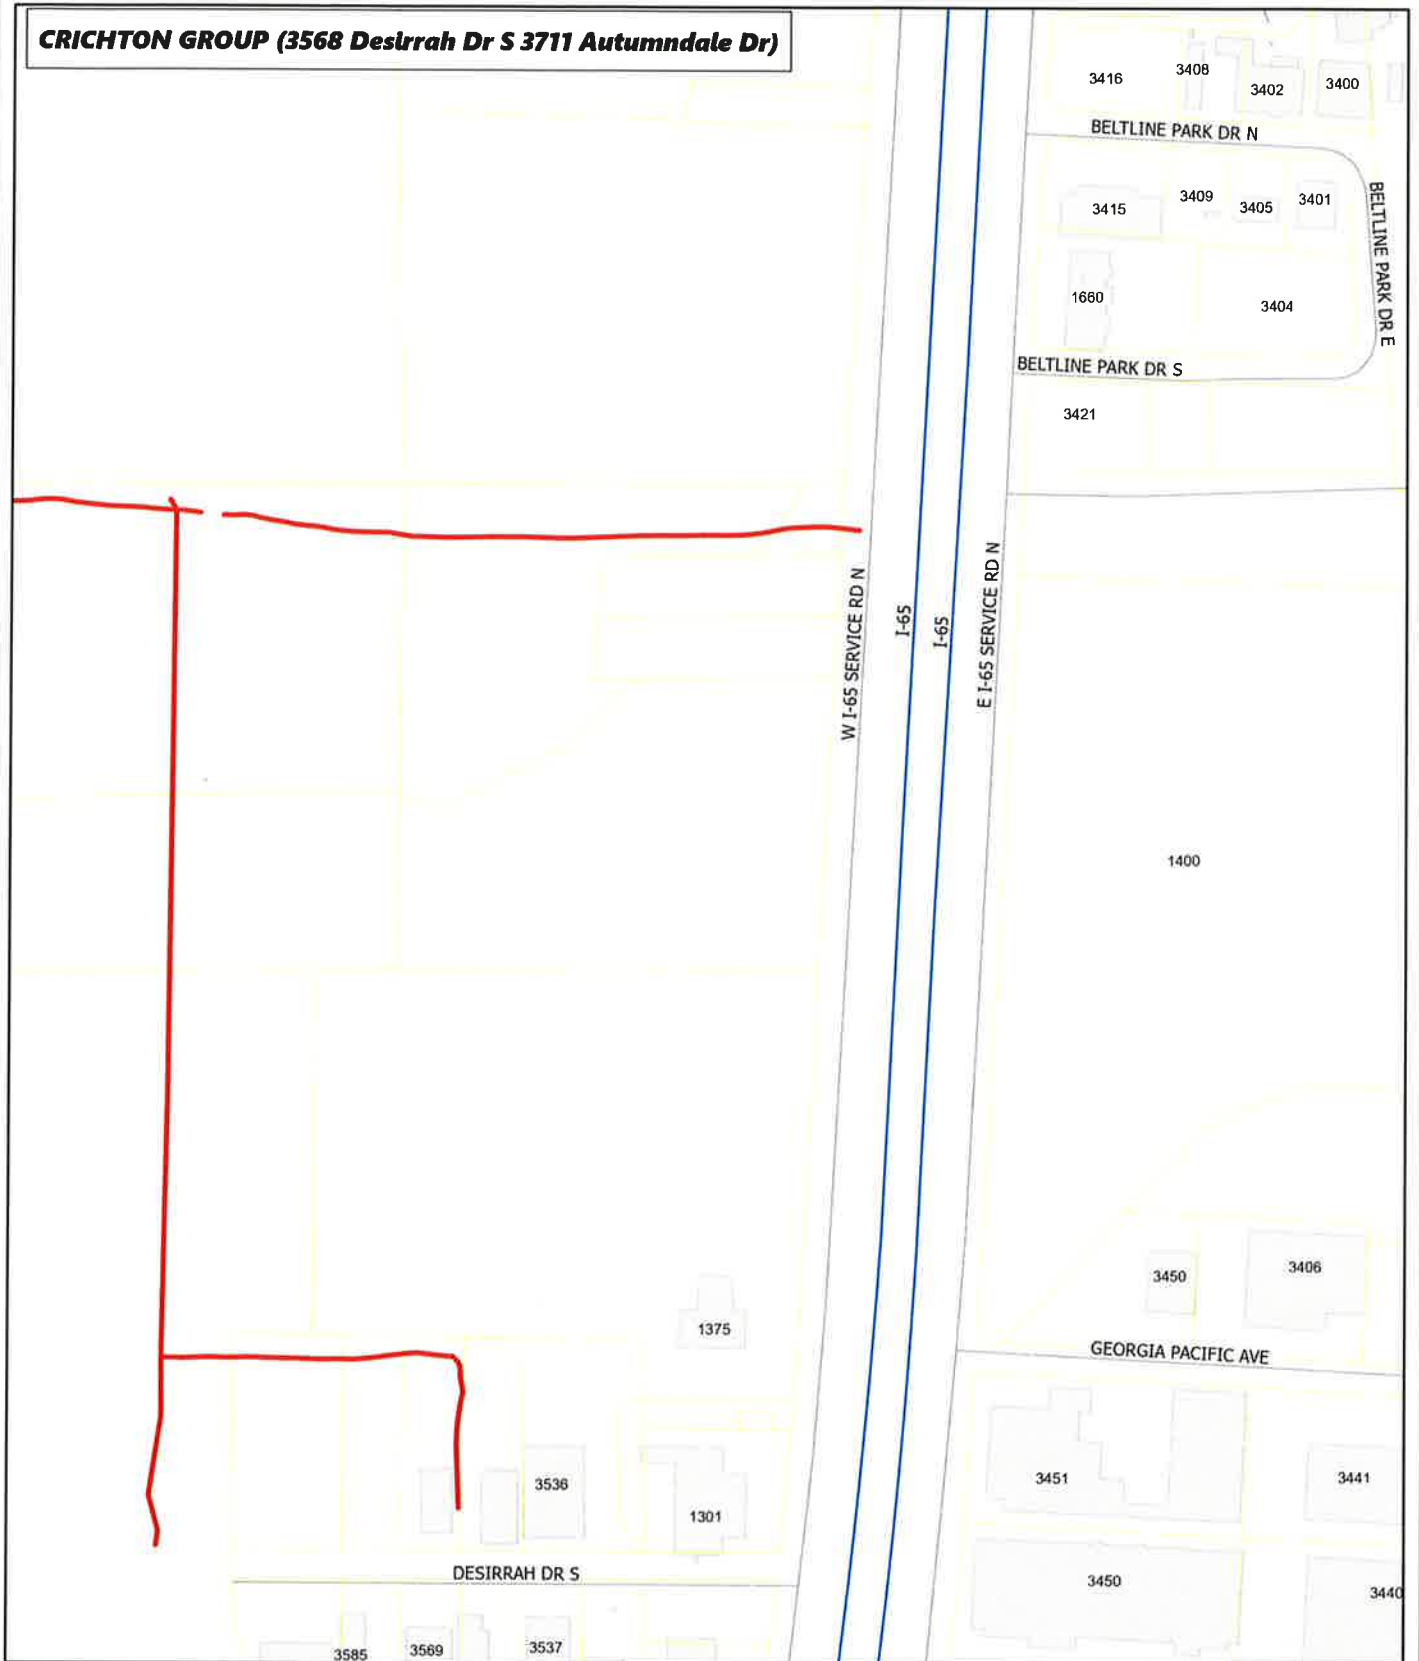 CRICHTON GROUP (3568 Desirrah Dr S 3711 Autumndale Dr)
3416
3408
3402
3400
BELTLINE PARK DR N
3415
3409
3405
3401
BELTLINE PARK DR E
1660
3404
BELTLINE PARK DR S
3421
W I-65 SERVICE RD N
I-65
I-65
E I-65 SERVICE RD N
1400
3450
3406
1375
GEORGIA PACIFIC AVE
3536
1301
3451
3441
DESIRRAH DR S
3450
3440
3585
3569
3537